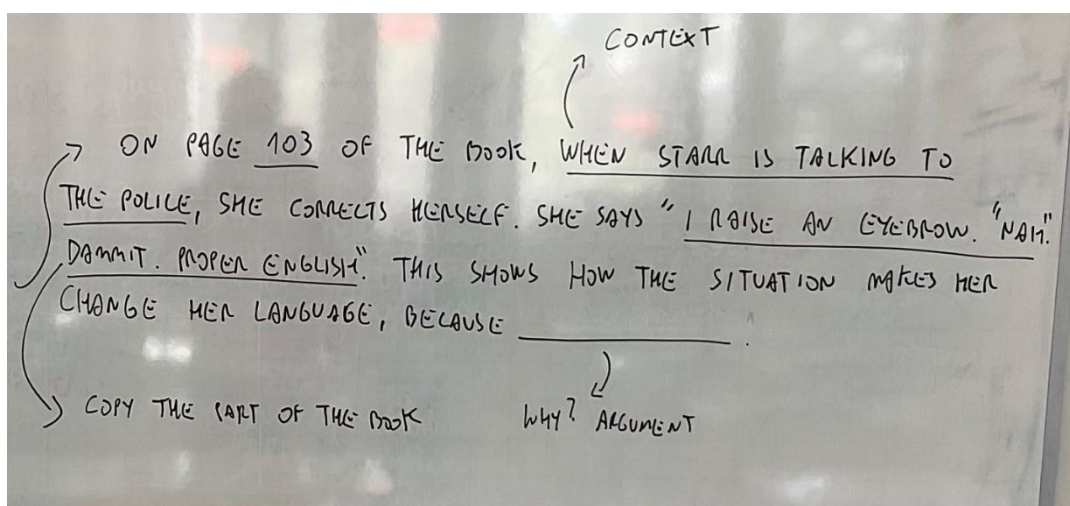 CONTEXT
ON PAGE 103 OF THE BOOK, WHEN STARR IS TALKING TO
THE POLICE, SHE CORRECTS HERSELF. SHE SAYS "I RAISE AN EYEBROW. "NAH."
DAMMIT. PROPER ENGLISH". THIS SHOWS HOW THE SITUATION MAKES HER
CHANGE HER LANGUAGE, BECAUSE ____________.
COPY THE PART OF THE BOOK
WHY? ARGUMENT